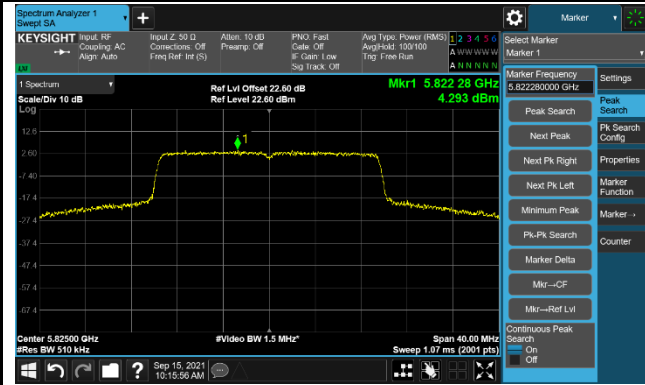 Spectrum Analyzer 1
Swept SA
Marker
KEYSIGHT
Input: RF
Coupling: AC
Align: Auto
Input Z: 50 Ω
Corrections: Off
Freq Ref: Int (S)
Atten: 10 dB
Preamp: Off
PNO: Fast
Gate: Off
IF Gain: Low
Sig Track: Off
Avg Type: Power (RMS)
Avg|Hold: 100/100
Trig: Free Run
1 2 3 4 5 6
A W W W W W
A N N N N N
Select Marker
Marker 1
1 Spectrum
Scale/Div 10 dB
Log
Ref Lvl Offset 22.60 dB
Ref Level 22.60 dBm
Mkr1 5.822 28 GHz
4.293 dBm
1
12.6
2.60
-7.40
-17.4
-27.4
-37.4
-47.4
-57.4
-67.4
Center 5.82500 GHz
#Res BW 510 kHz
#Video BW 1.5 MHz*
Span 40.00 MHz
Sweep 1.07 ms (2001 pts)
Marker Frequency
5.822280000 GHz
Peak Search
Next Peak
Next Pk Right
Next Pk Left
Minimum Peak
Pk-Pk Search
Marker Delta
Mkr→CF
Mkr→Ref Lvl
Continuous Peak
Search
On
Off
Settings
Peak
Search
Pk Search
Config
Properties
Marker
Function
Marker→
Counter
?
Sep 15, 2021
10:15:56 AM